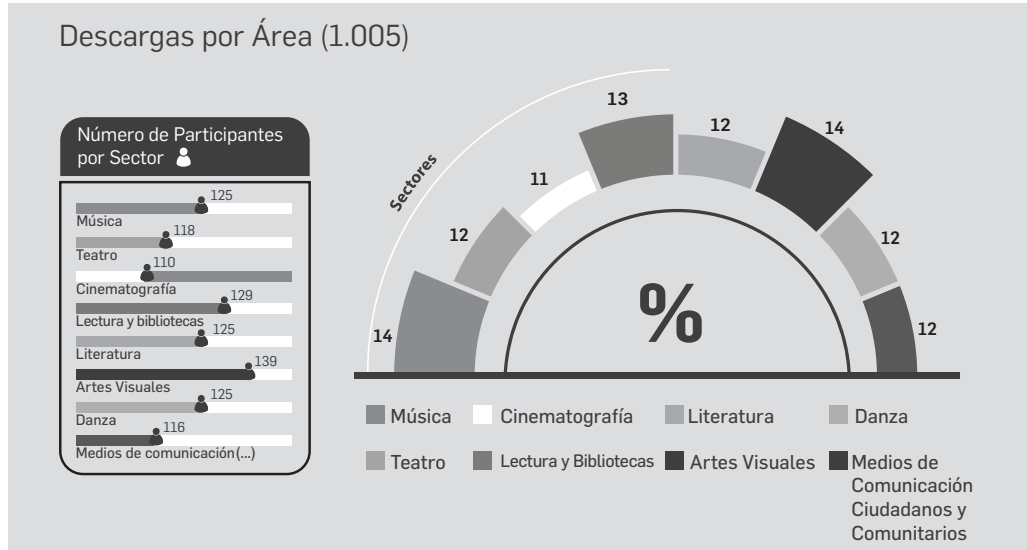 Descargas por Área (1.005)
Número de Participantes
por Sector
125
Música
118
Teatro
110
Cinematografía
129
Lectura y bibliotecas
125
Literatura
139
Artes Visuales
125
Danza
116
Medios de comunicación (...)
Sectores
14
12
11
13
12
14
12
12
%
Música
Cinematografía
Literatura
Danza
Teatro
Lectura y Bibliotecas
Artes Visuales
Medios de
Comunicación
Ciudadanos y
Comunitarios